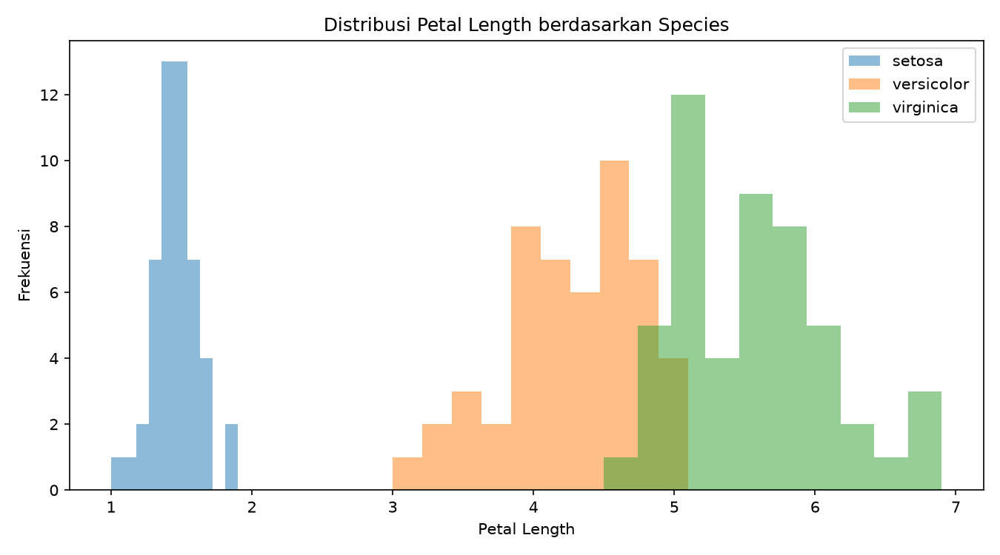 Distribusi Petal Length berdasarkan Species
setosa
versicolor
virginica
12
10
8
6
4
2
0
Frekuensi
1 2 3 4 5 6 7
Petal Length